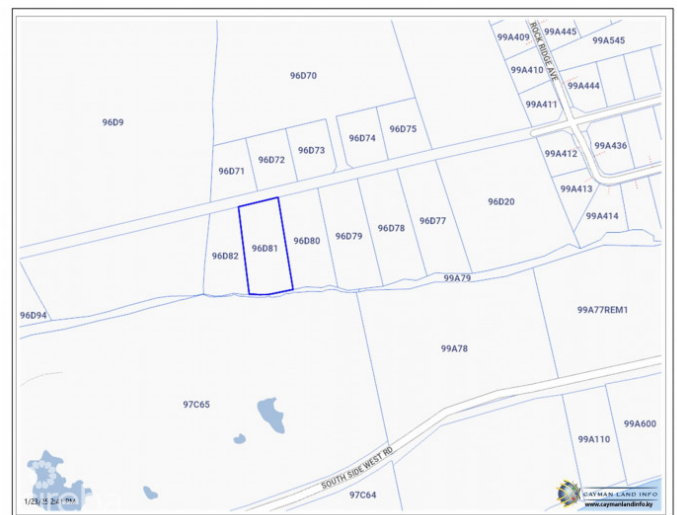 99A409
99A445
99A545
ROCK RIDGE AVE
99A410
96D70
99A444
99A411
96D9
96D75
96D74
96D73
96D72
96D71
99A436
99A412
99A413
96D20
99A414
96D77
96D78
96D79
96D80
96D81
96D82
99A79
99A77REM1
96D94
99A78
97C65
99A600
99A110
SOUTH SIDE WEST RD
97C64
CAYMAN LAND INFO
www.caymanlandinfo.ky